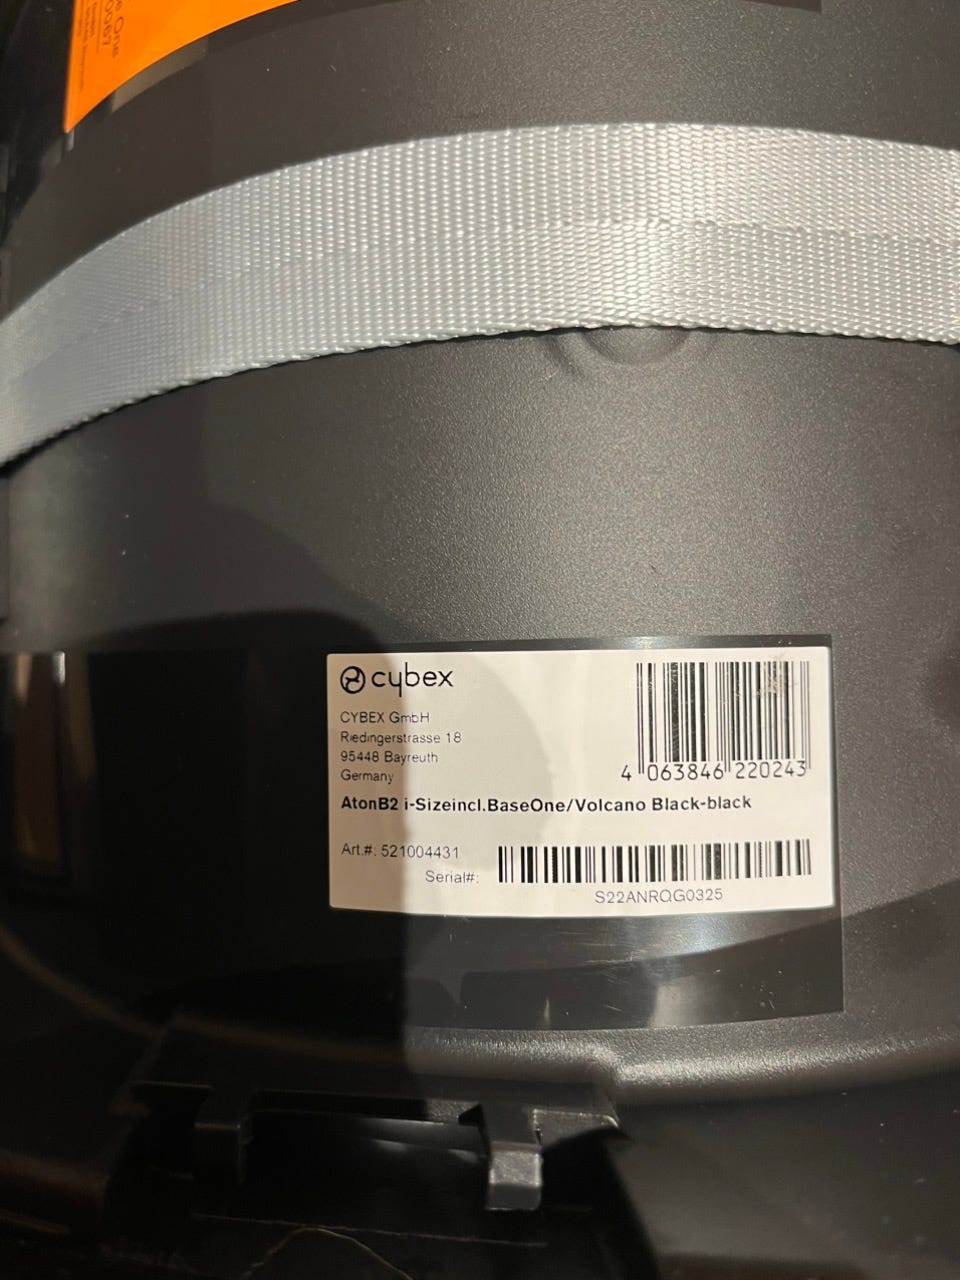 One
cybex
CYBEX GmbH
Riedingerstrasse 18
95448 Bayreuth
Germany
4 063846 220243
AtonB2 i-Sizeincl.BaseOne/Volcano Black-black
Art.#: 521004431
Serial#:
S22ANRQG0325